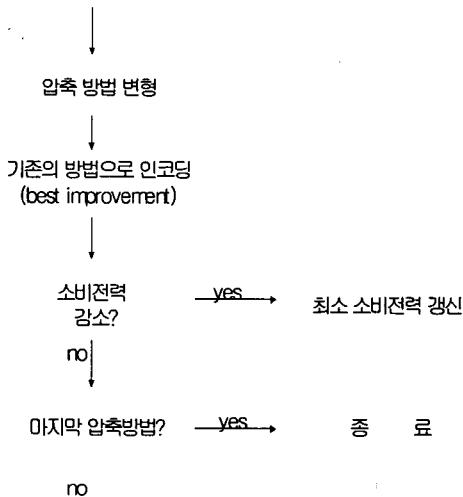 압축 방법 변형
기존의 방법으로 인코딩
(best improvement)
소비전력
강소?
yes
최소 소비전력 갱신
no
마지막 압축방법?
yes
종 료
no